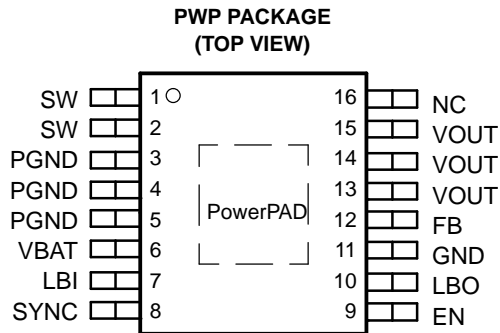 PWP PACKAGE
(TOP VIEW)
SW 1 16 NC
SW 2 15 VOUT
PGND 3 14 VOUT
PGND 4 13 VOUT
PGND 5 12 FB
VBAT 6 11 GND
LBI 7 10 LBO
SYNC 8 9 EN
PowerPAD